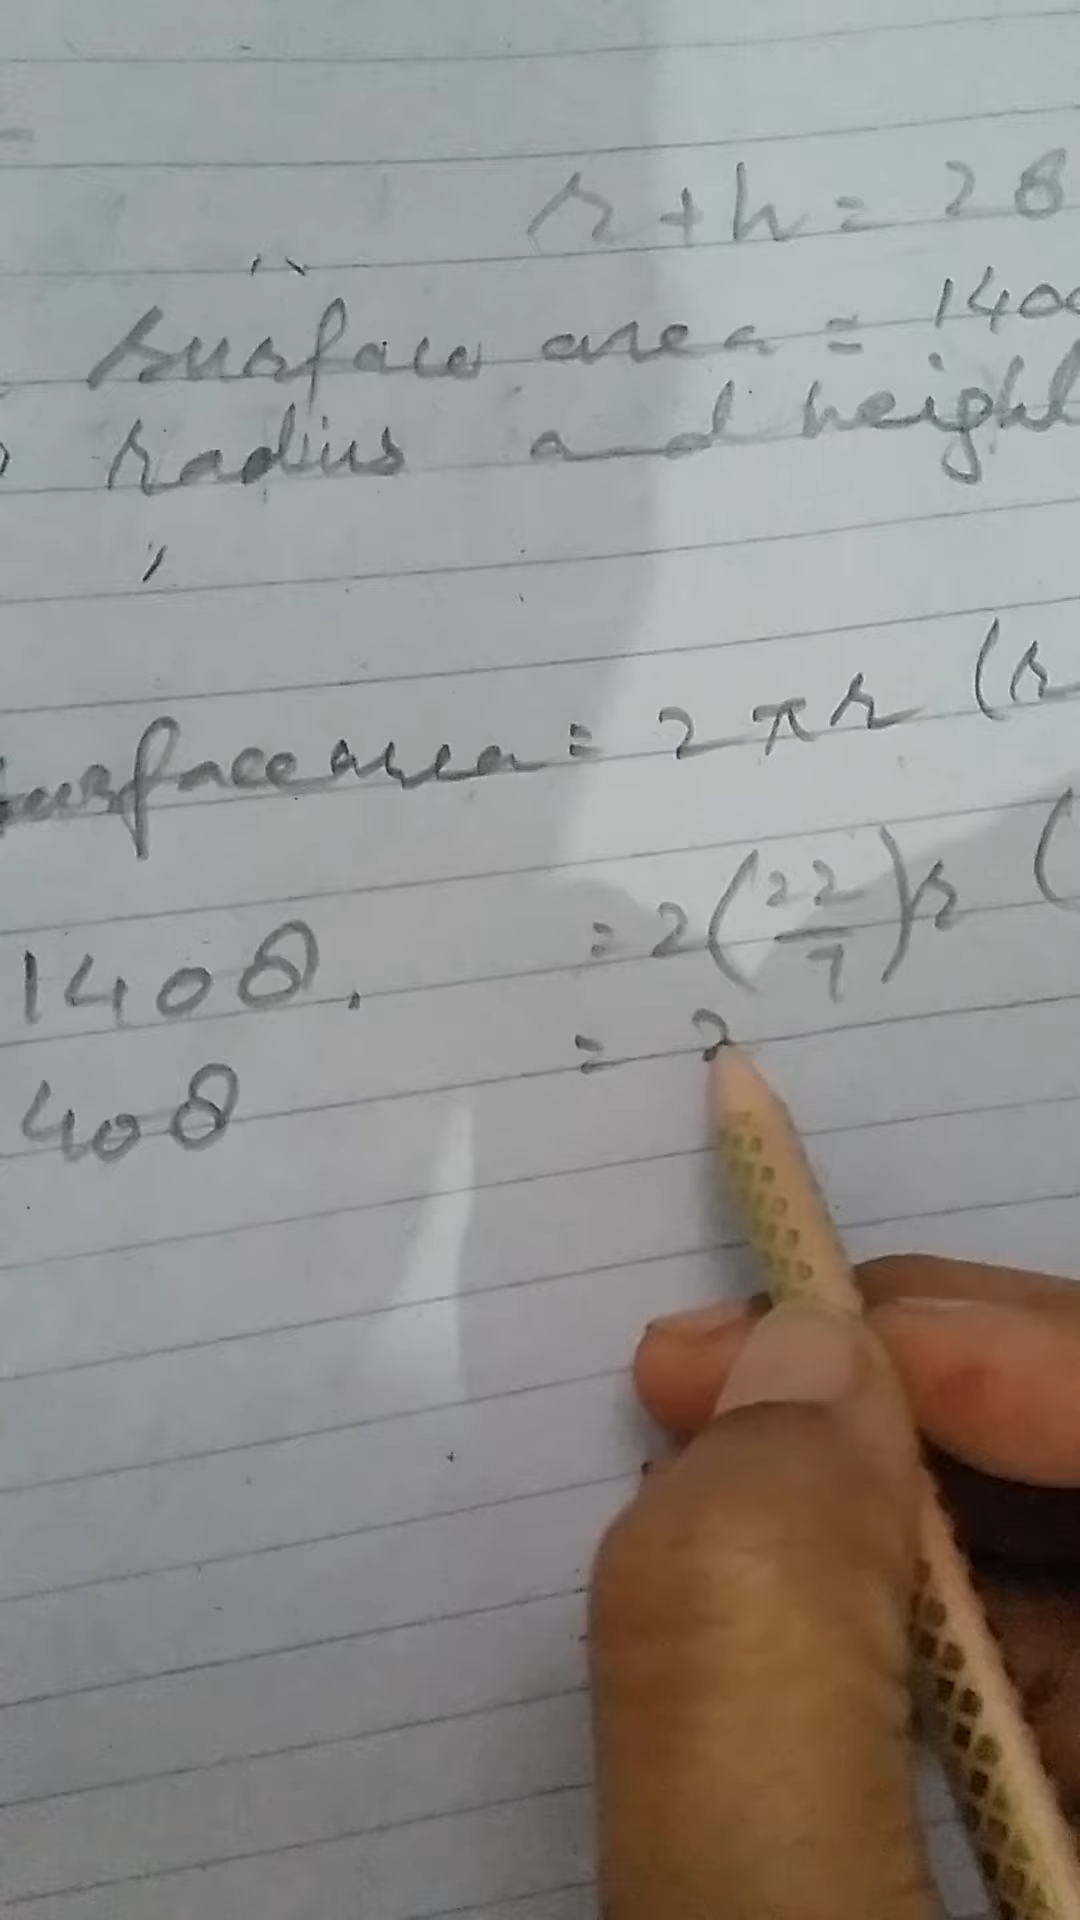 r + h = 28
surface area = 140
radius and height
surface area = 2πr (r
1408. = 2(22/7)r (
408 = 2